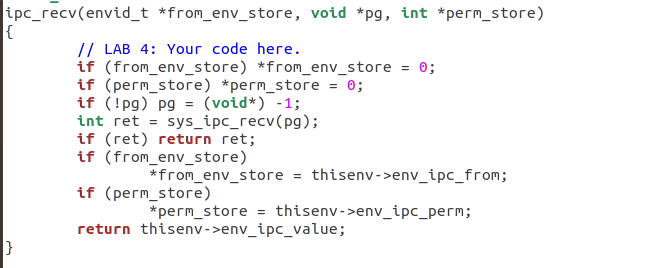 ipc_recv(envid_t *from_env_store, void *pg, int *perm_store)
{
        // LAB 4: Your code here.
        if (from_env_store) *from_env_store = 0;
        if (perm_store) *perm_store = 0;
        if (!pg) pg = (void*) -1;
        int ret = sys_ipc_recv(pg);
        if (ret) return ret;
        if (from_env_store)
                *from_env_store = thisenv->env_ipc_from;
        if (perm_store)
                *perm_store = thisenv->env_ipc_perm;
        return thisenv->env_ipc_value;
}